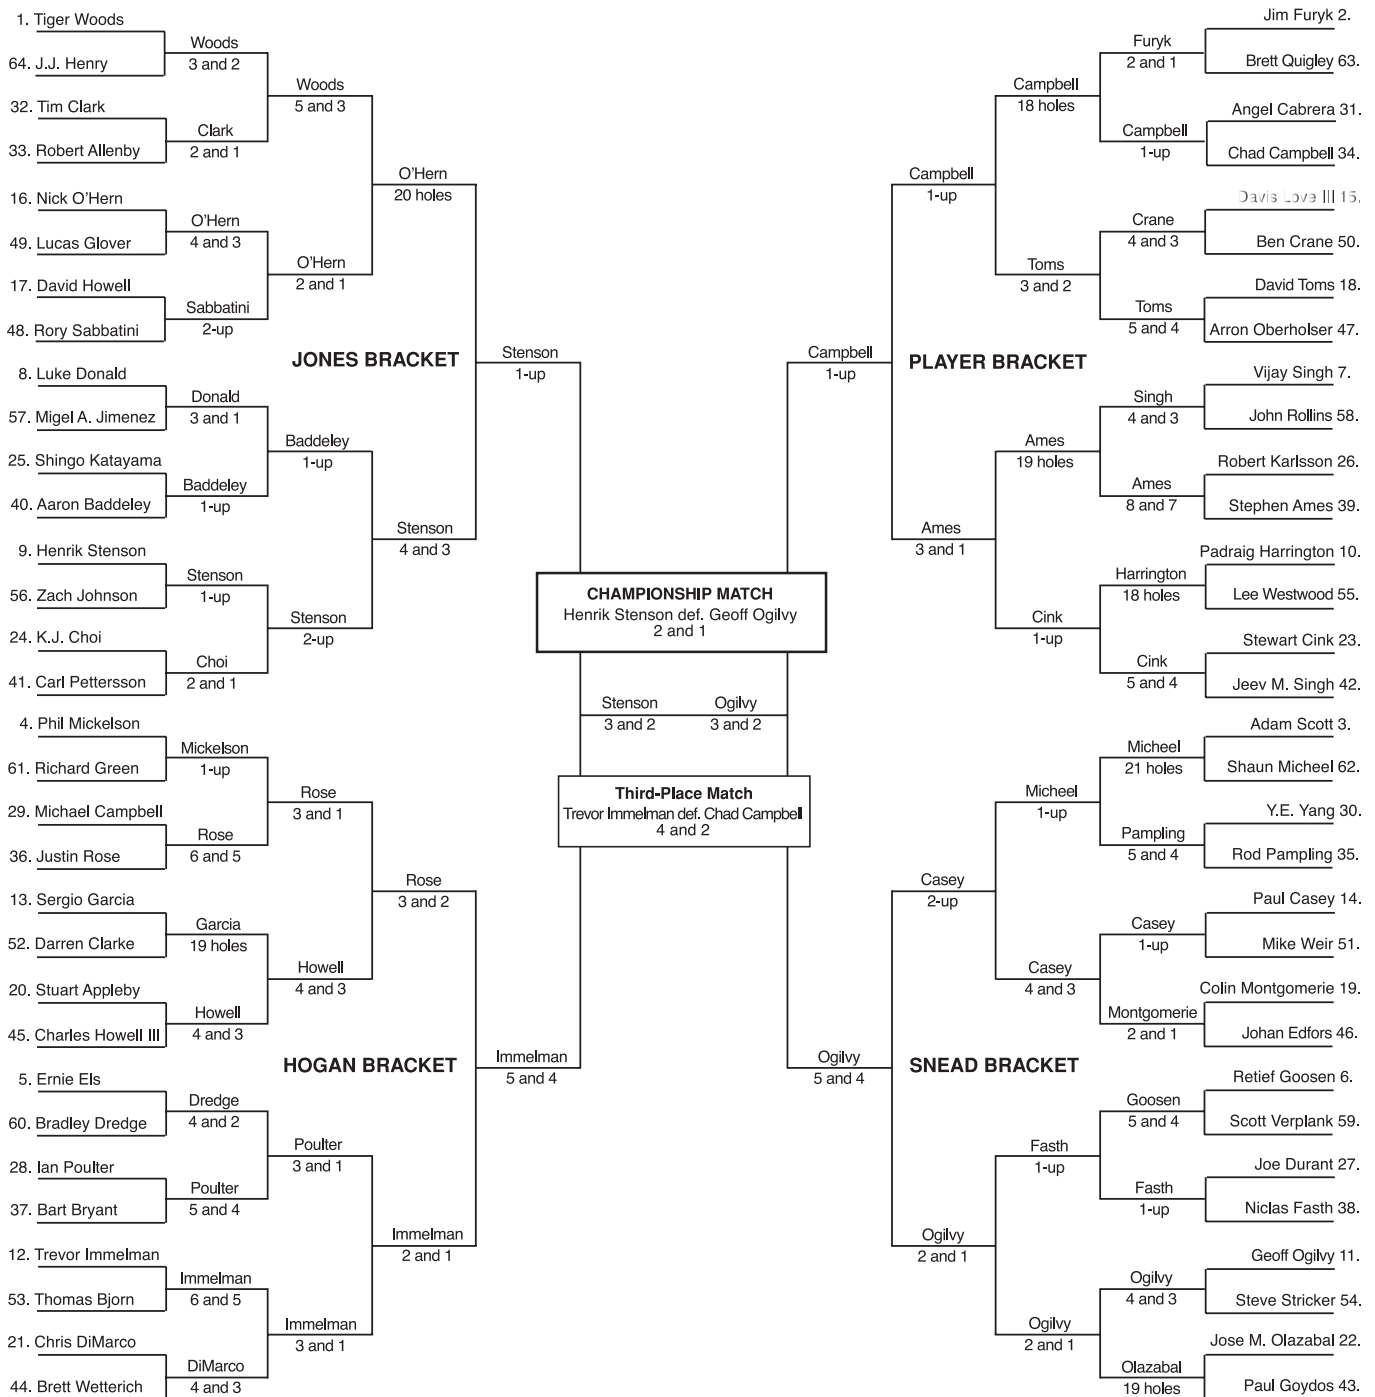 1. Tiger Woods
64. J.J. Henry
32. Tim Clark
33. Robert Allenby
16. Nick O'Hern
49. Lucas Glover
17. David Howell
48. Rory Sabbatini
8. Luke Donald
57. Migel A. Jimenez
25. Shingo Katayama
40. Aaron Baddeley
9. Henrik Stenson
56. Zach Johnson
24. K.J. Choi
41. Carl Pettersson
4. Phil Mickelson
61. Richard Green
29. Michael Campbell
36. Justin Rose
13. Sergio Garcia
52. Darren Clarke
20. Stuart Appleby
45. Charles Howell III
5. Ernie Els
60. Bradley Dredge
28. Ian Poulter
37. Bart Bryant
12. Trevor Immelman
53. Thomas Bjorn
21. Chris DiMarco
44. Brett Wetterich
Woods
3 and 2
Clark
2 and 1
O'Hern
4 and 3
Sabbatini
2-up
Donald
3 and 1
Baddeley
1-up
Stenson
1-up
Choi
2 and 1
Mickelson
1-up
Rose
6 and 5
Garcia
19 holes
Howell
4 and 3
Dredge
4 and 2
Poulter
5 and 4
Immelman
6 and 5
DiMarco
4 and 3
Woods
5 and 3
O'Hern
2 and 1
Baddeley
1-up
Stenson
2-up
Rose
3 and 1
Howell
4 and 3
Poulter
3 and 1
Immelman
3 and 1
O'Hern
20 holes
Stenson
4 and 3
Rose
3 and 2
Immelman
2 and 1
JONES BRACKET
HOGAN BRACKET
Stenson
1-up
Immelman
5 and 4
CHAMPIONSHIP MATCH
Henrik Stenson def. Geoff Ogilvy
2 and 1
Stenson
3 and 2
Ogilvy
3 and 2
Third-Place Match
Trevor Immelman def. Chad Campbell
4 and 2
Campbell
1-up
Ogilvy
5 and 4
PLAYER BRACKET
SNEAD BRACKET
Campbell
1-up
Ames
3 and 1
Casey
2-up
Ogilvy
2 and 1
Campbell
18 holes
Toms
3 and 2
Ames
19 holes
Cink
1-up
Micheel
1-up
Casey
4 and 3
Fasth
1-up
Ogilvy
2 and 1
Furyk
2 and 1
Campbell
1-up
Crane
4 and 3
Toms
5 and 4
Singh
4 and 3
Ames
8 and 7
Harrington
18 holes
Cink
5 and 4
Micheel
21 holes
Pampling
5 and 4
Casey
1-up
Montgomerie
2 and 1
Goosen
5 and 4
Fasth
1-up
Ogilvy
4 and 3
Olazabal
19 holes
Jim Furyk 2.
Brett Quigley 63.
Angel Cabrera 31.
Chad Campbell 34.
Davis Love III 15.
Ben Crane 50.
David Toms 18.
Arron Oberholser 47.
Vijay Singh 7.
John Rollins 58.
Robert Karlsson 26.
Stephen Ames 39.
Padraig Harrington 10.
Lee Westwood 55.
Stewart Cink 23.
Jeev M. Singh 42.
Adam Scott 3.
Shaun Micheel 62.
Y.E. Yang 30.
Rod Pampling 35.
Paul Casey 14.
Mike Weir 51.
Colin Montgomerie 19.
Johan Edfors 46.
Retief Goosen 6.
Scott Verplank 59.
Joe Durant 27.
Niclas Fasth 38.
Geoff Ogilvy 11.
Steve Stricker 54.
Jose M. Olazabal 22.
Paul Goydos 43.